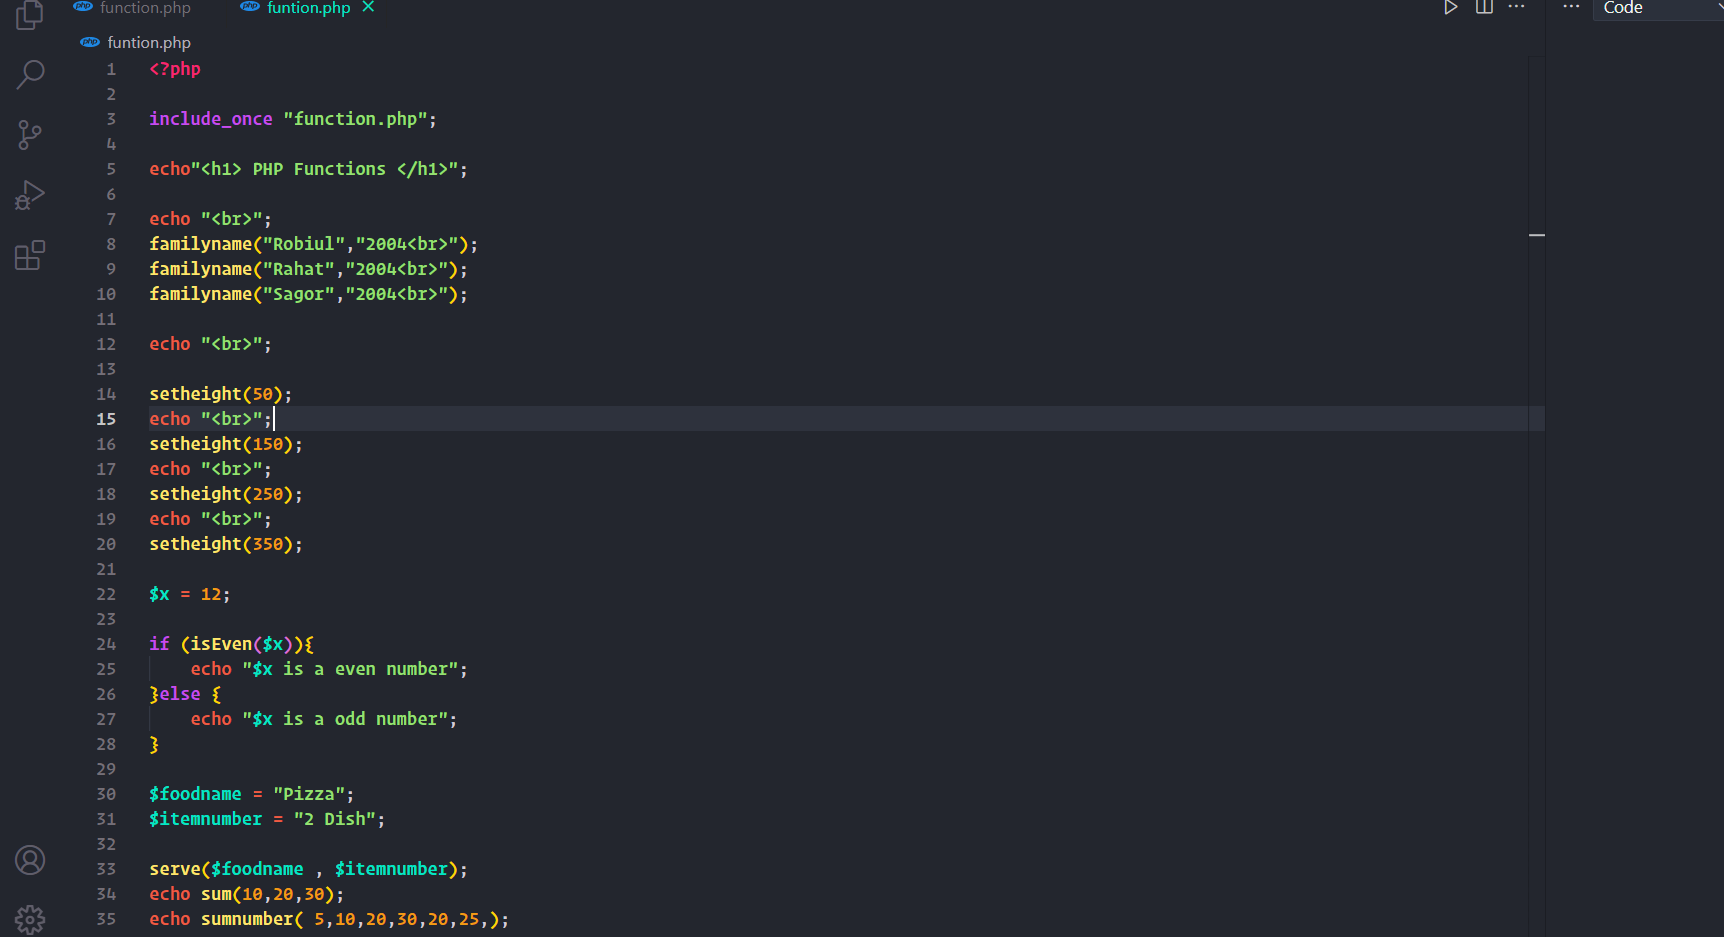 php function.php
php funtion.php ×
... ... Code
php funtion.php
1 <?php
2
3 include_once "function.php";
4
5 echo"<h1> PHP Functions </h1>";
6
7 echo "<br>";
8 familyname("Robiul","2004<br>");
9 familyname("Rahat","2004<br>");
10 familyname("Sagor","2004<br>");
11
12 echo "<br>";
13
14 setheight(50);
15 echo "<br>";
16 setheight(150);
17 echo "<br>";
18 setheight(250);
19 echo "<br>";
20 setheight(350);
21
22 $x = 12;
23
24 if (isEven($x)){
25     echo "$x is a even number";
26 }else {
27     echo "$x is a odd number";
28 }
29
30 $foodname = "Pizza";
31 $itemnumber = "2 Dish";
32
33 serve($foodname , $itemnumber);
34 echo sum(10,20,30);
35 echo sumnumber( 5,10,20,30,20,25,);